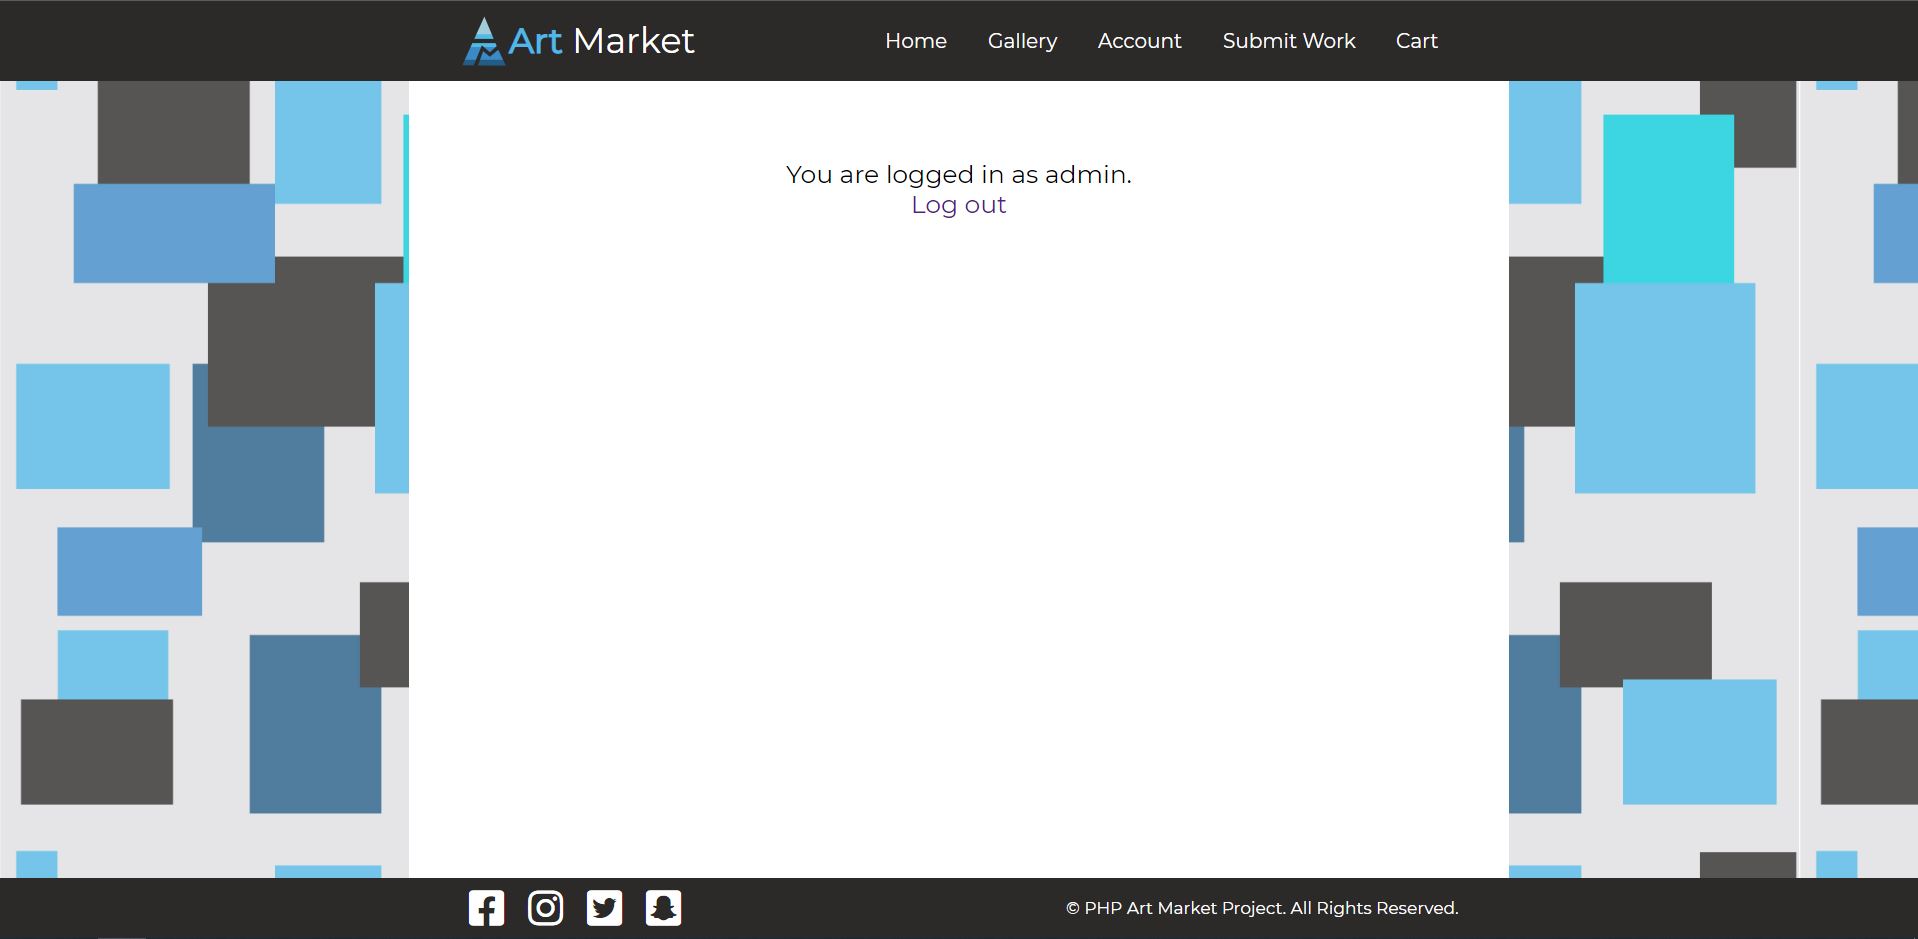 Art Market
Home Gallery Account Submit Work Cart
You are logged in as admin.
Log out
© PHP Art Market Project. All Rights Reserved.